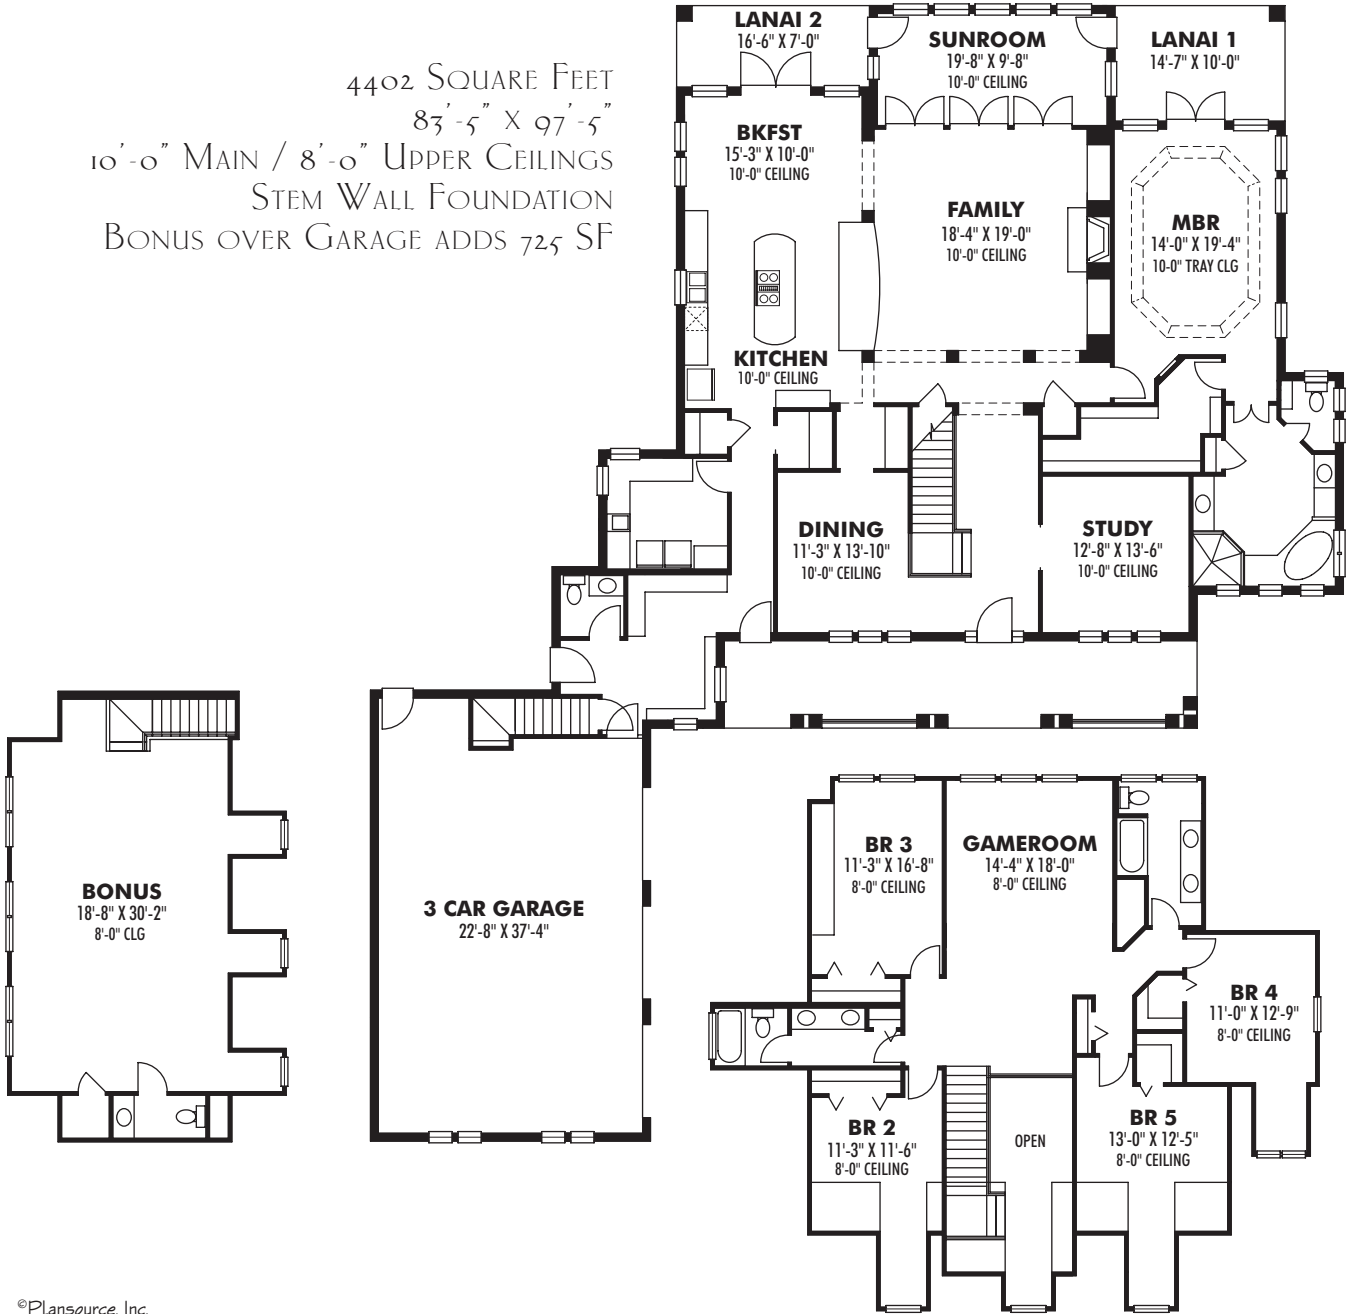 4402 Square Feet
83'-5" X 97'-5"
10'-0" Main / 8'-0" Upper Ceilings
Stem Wall Foundation
Bonus over Garage adds 725 SF
LANAI 2
16'-6" X 7'-0"
SUNROOM
19'-8" X 9'-8"
10'-0" CEILING
LANAI 1
14'-7" X 10'-0"
BKFST
15'-3" X 10'-0"
10'-0" CEILING
FAMILY
18'-4" X 19'-0"
10'-0" CEILING
MBR
14'-0" X 19'-4"
10-0" TRAY CLG
KITCHEN
10'-0" CEILING
DINING
11'-3" X 13'-10"
10'-0" CEILING
STUDY
12'-8" X 13'-6"
10'-0" CEILING
BONUS
18'-8" X 30'-2"
8'-0" CLG
3 CAR GARAGE
22'-8" X 37'-4"
BR 3
11'-3" X 16'-8"
8'-0" CEILING
GAMEROOM
14'-4" X 18'-0"
8'-0" CEILING
BR 4
11'-0" X 12'-9"
8'-0" CEILING
BR 2
11'-3" X 11'-6"
8'-0" CEILING
OPEN
BR 5
13'-0" X 12'-5"
8'-0" CEILING
©Plansource, Inc.